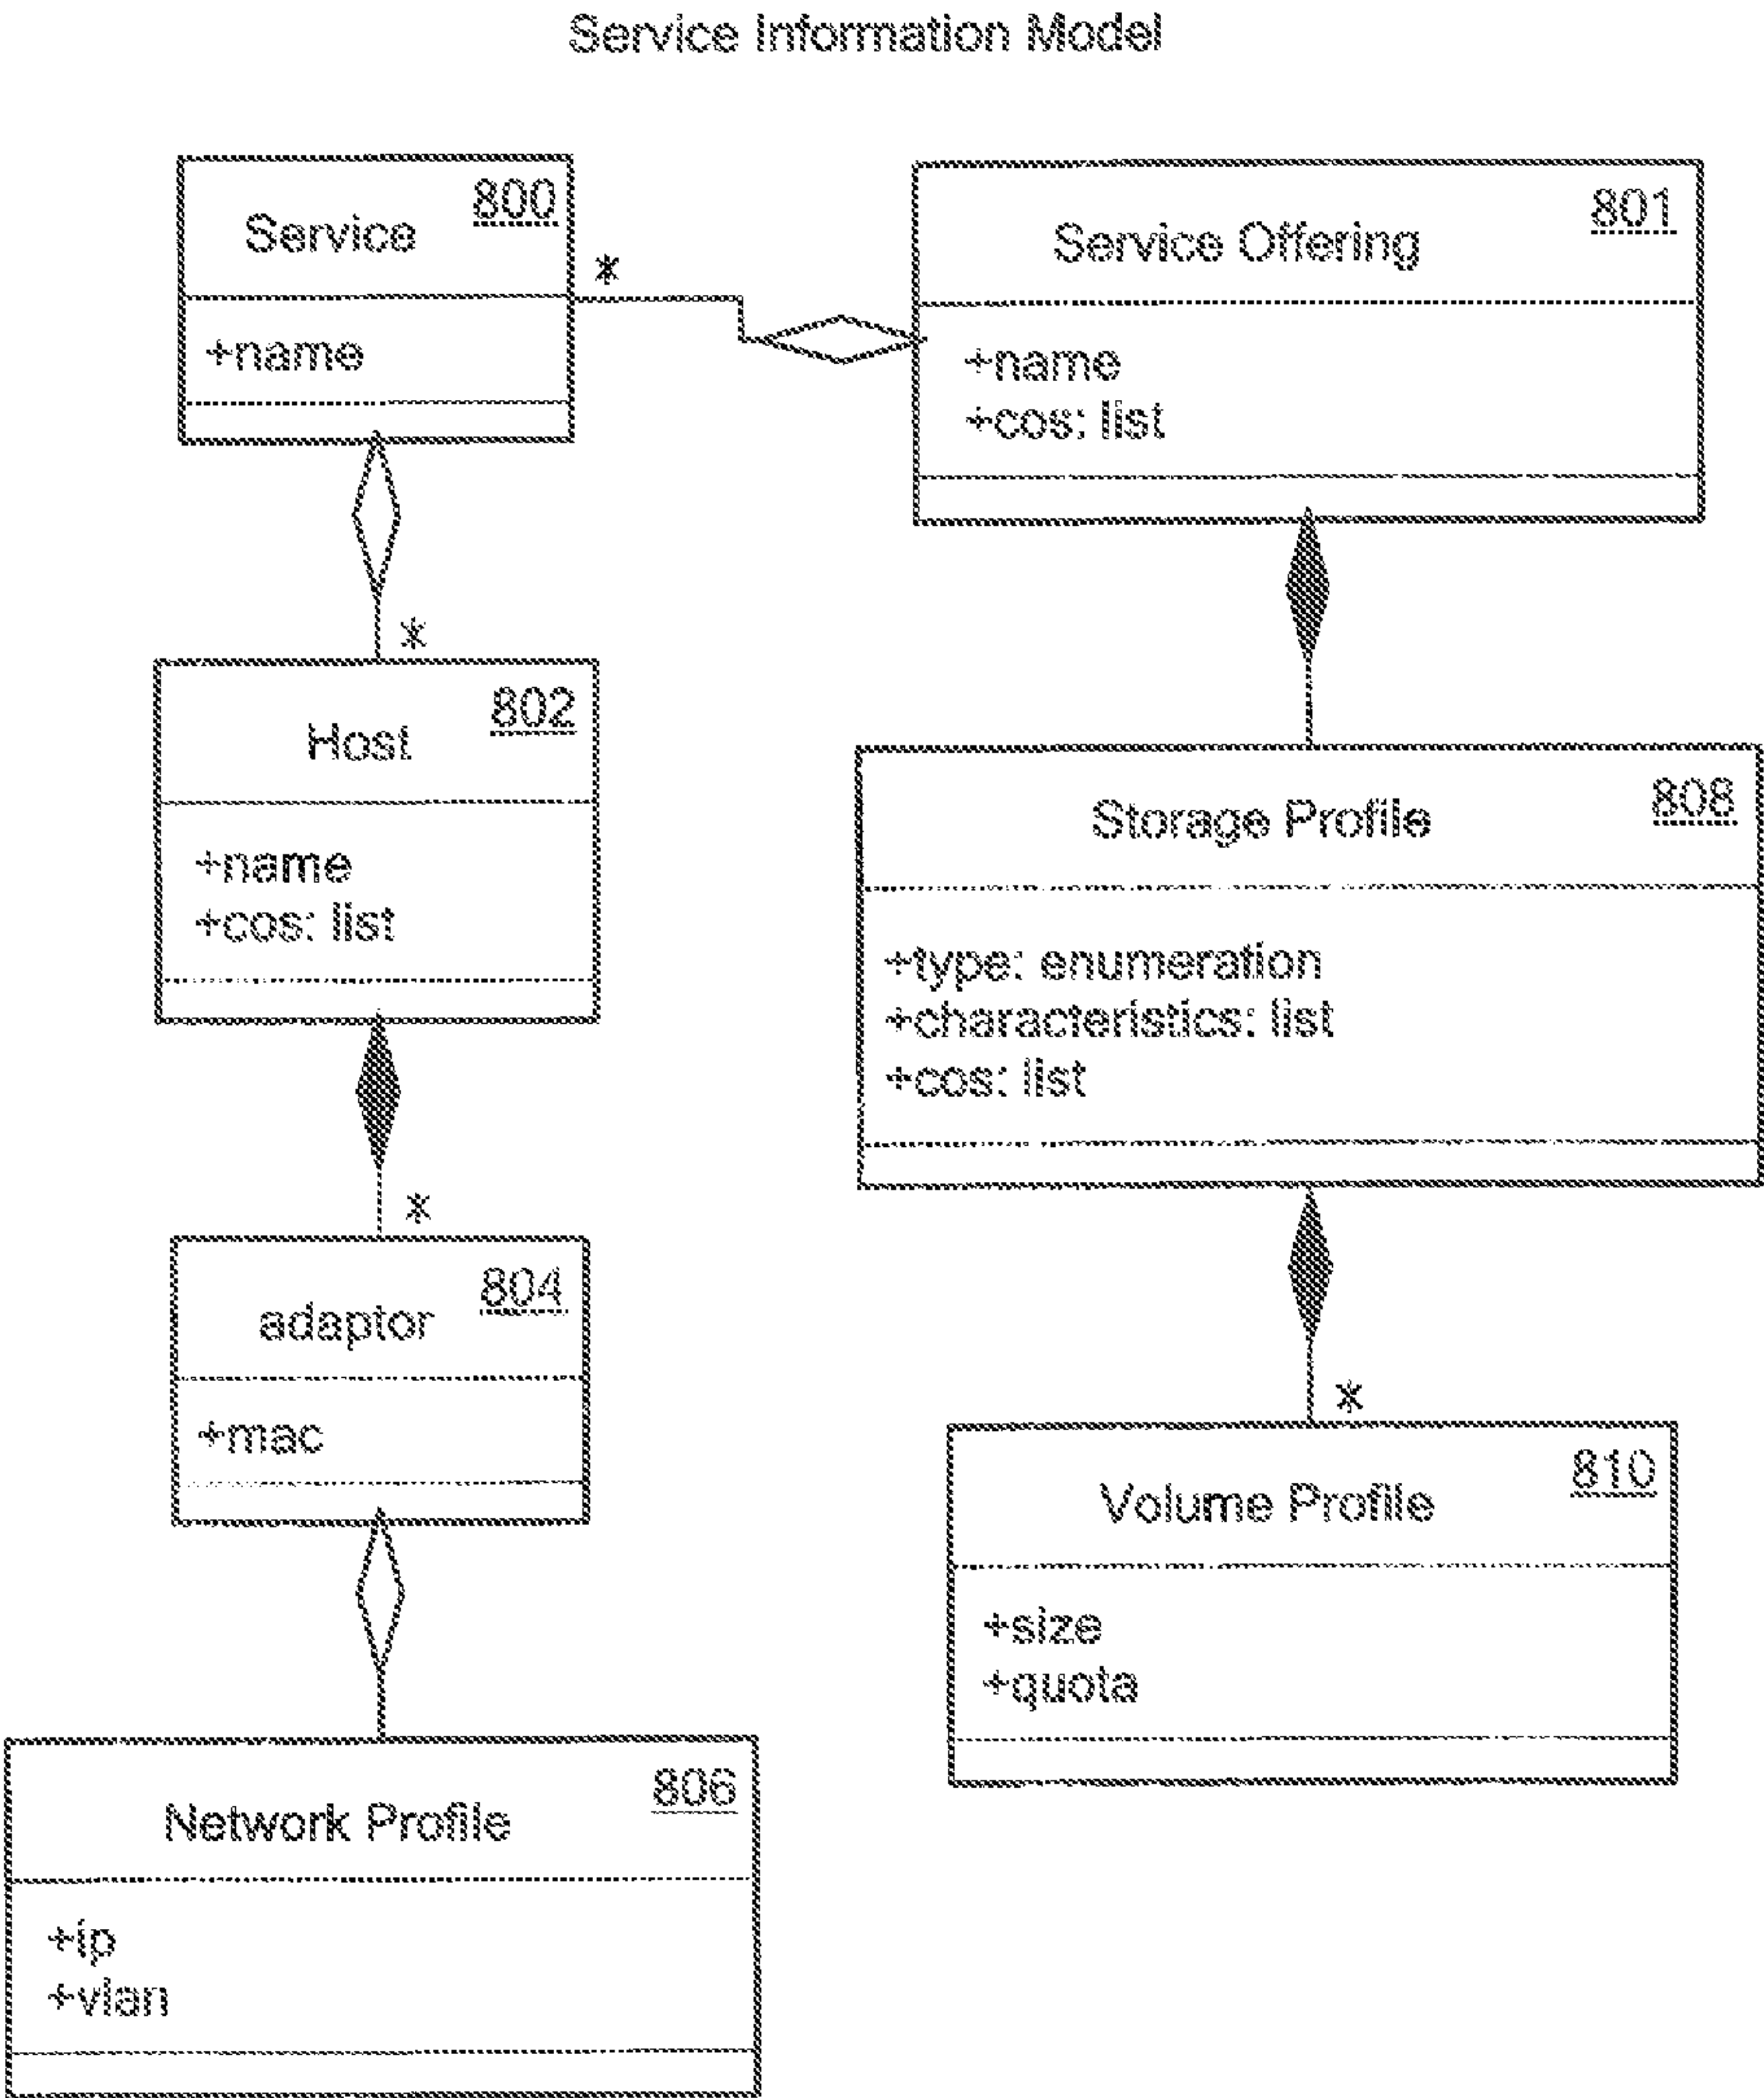 Service Information Model
800
Service
+name
*
801
Service Offering
+name
+cos: list
*
802
Host
+name
+cos: list
808
Storage Profile
+type: enumeration
+characteristics: list
+cos: list
*
804
adaptor
+mac
*
810
Volume Profile
+size
+quota
806
Network Profile
+ip
+vlan